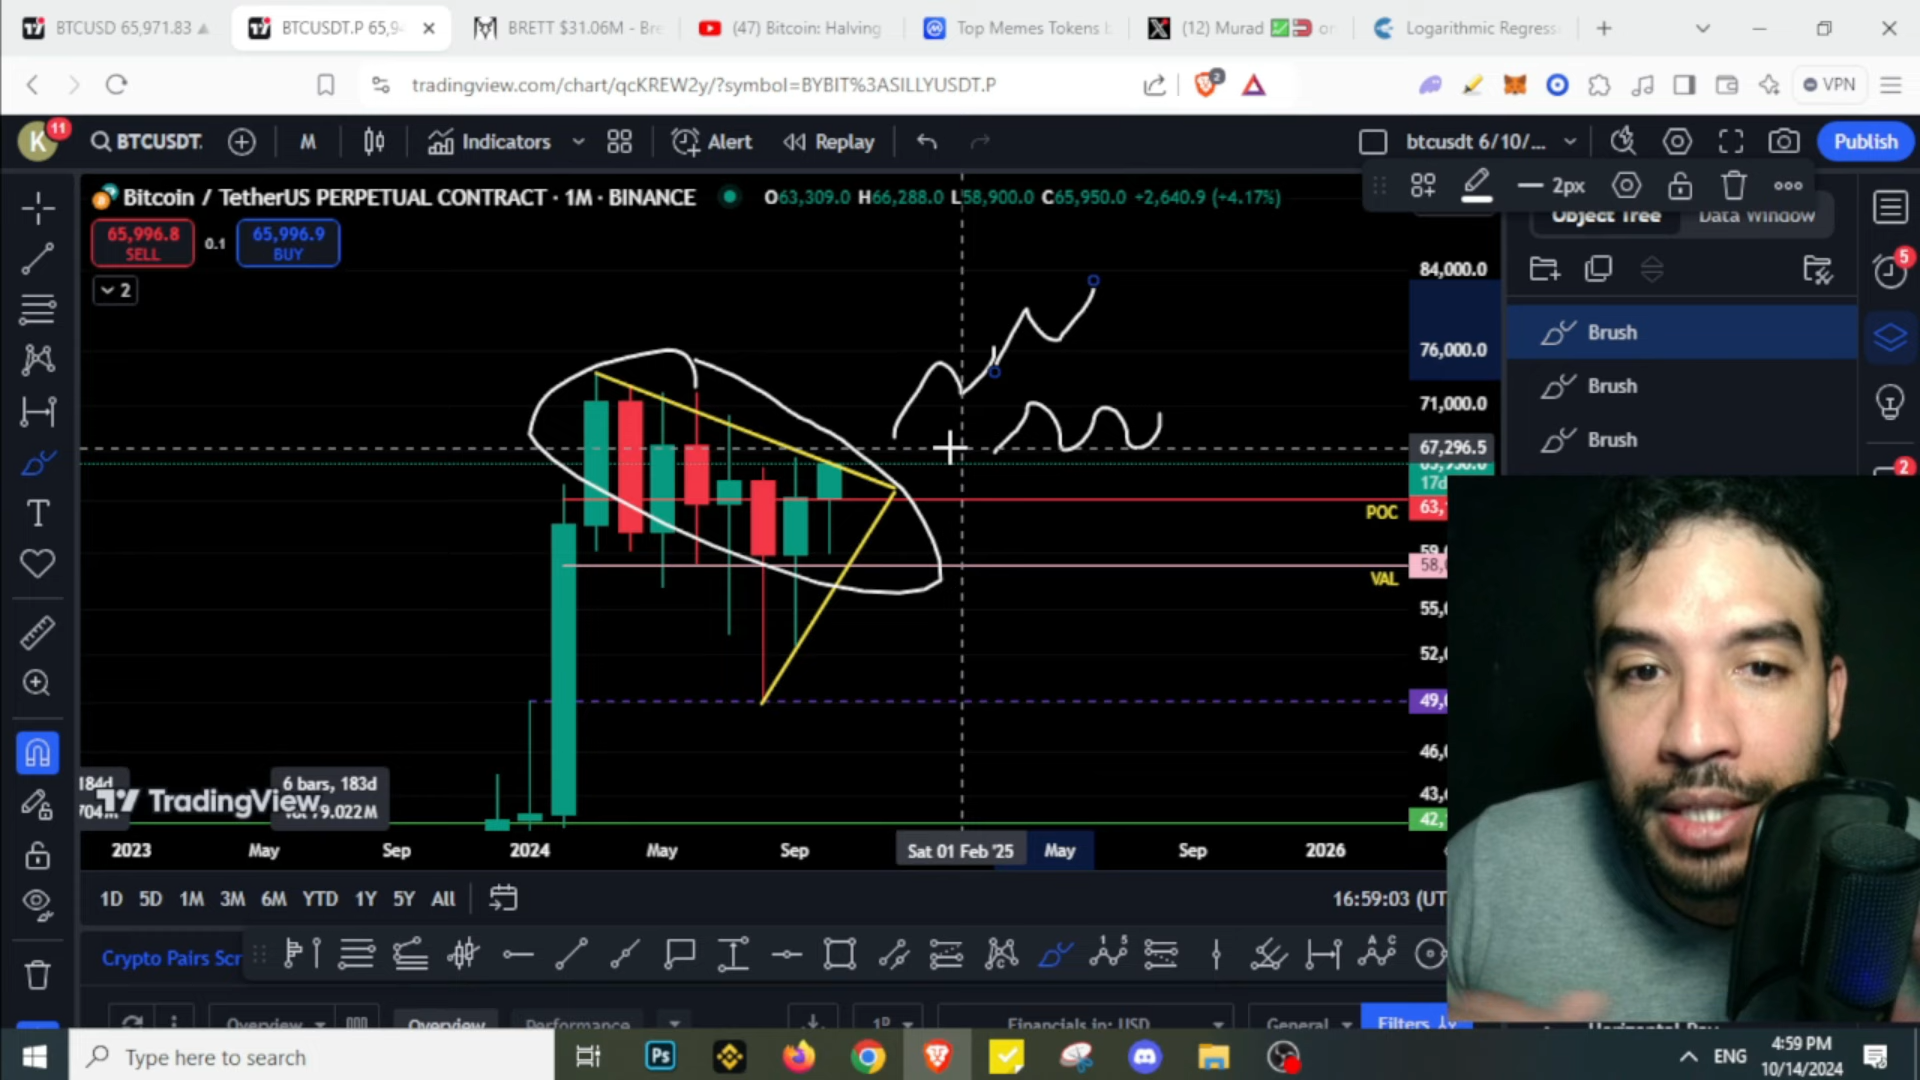 BTCUSD 65,971.83
BTCUSDT.P 65,9
BRETT $31.06M - Bre
(47) Bitcoin: Halving
Top Memes Tokens b
(12) Murad
Logarithmic Regress
tradingview.com/chart/qcKREW2y/?symbol=BYBIT%3ASILLYUSDT.P
2
VPN
K
11
BTCUSDT.
M
Indicators
Alert
Replay
btcusdt 6/10/...
Publish
2px
Bitcoin / TetherUS PERPETUAL CONTRACT · 1M · BINANCE
O63,309.0 H66,288.0 L58,900.0 C65,950.0 +2,640.9 (+4.17%)
65,996.8
SELL
0.1
65,996.9
BUY
2
Object Tree
Data Window
5
Brush
Brush
Brush
2
84,000.0
76,000.0
71,000.0
67,296.5
17d
POC
63,
VAL
58,
55,
52,
49,
46,
43,
42,
184d
6 bars, 183d
TradingView
2023
May
Sep
2024
May
Sep
Sat 01 Feb '25
May
Sep
2026
1D
5D
1M
3M
6M
YTD
1Y
5Y
All
16:59:03 (UT
Crypto Pairs Scr
Overview
Overview
Performance
1D
Financials in: USD
General
Filters
Type here to search
Ps
ENG
4:59 PM
10/14/2024